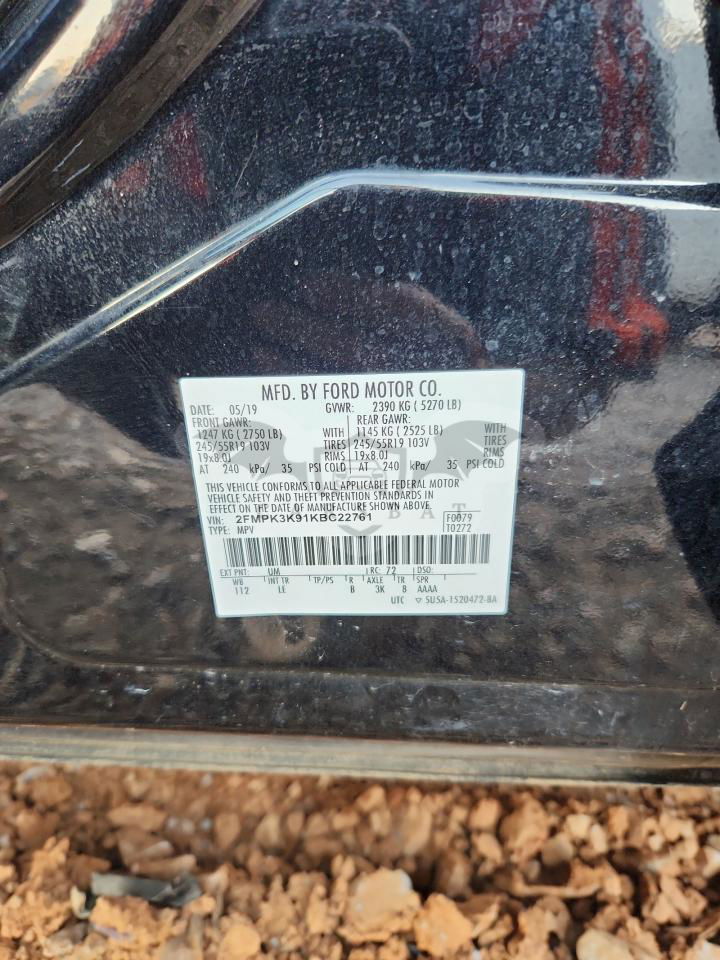 MFD. BY FORD MOTOR CO.
DATE: 05/19 GVWR: 2390 KG ( 5270 LB)
FRONT GAWR: REAR GAWR:
1247 KG ( 2750 LB) WITH 1145 KG ( 2525 LB) WITH
245/55R19 103V TIRES 245/55R19 103V TIRES
19x8.0J RIMS 19x8.0J RIMS
AT 240 kPa/ 35 PSI COLD AT 240 kPa/ 35 PSI COLD
THIS VEHICLE CONFORMS TO ALL APPLICABLE FEDERAL MOTOR
VEHICLE SAFETY AND THEFT PREVENTION STANDARDS IN
EFFECT ON THE DATE OF MANUFACTURE SHOWN ABOVE.
VIN: 2FMPK3K91KBC22761 F0079
TYPE: MPV T0272
EXT PNT: UM RC: 72 DSO:
WB INT TR TP/PS R AXLE TR SPR
112 LE B 3K 8 AAAA
UTC ▽ 5U5A-1520472-BA
BAT